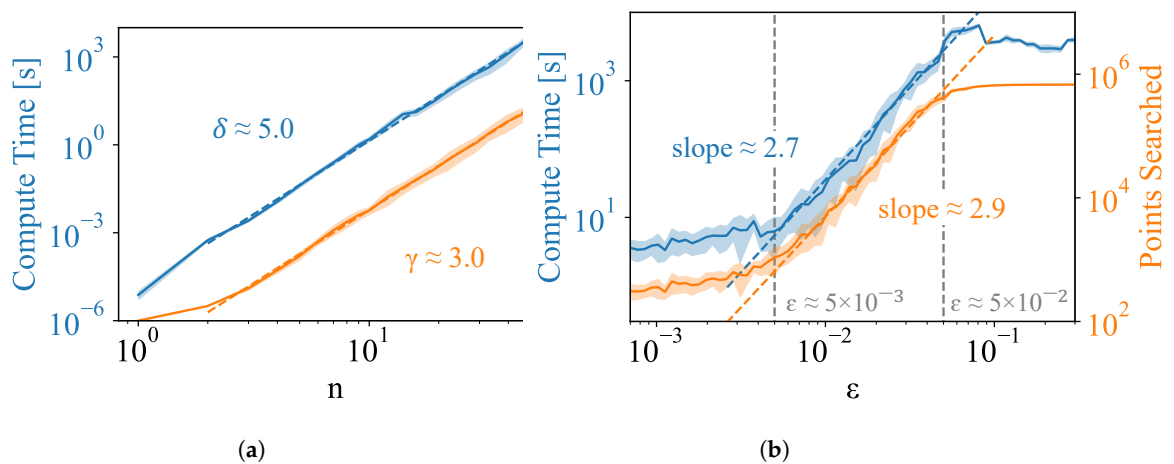 Compute Time [s]
10³
10⁰
10⁻³
10⁻⁶
δ ≈ 5.0
γ ≈ 3.0
10⁰
10¹
n
(a)
Compute Time [s]
10³
10¹
slope ≈ 2.7
slope ≈ 2.9
ε ≈ 5×10⁻³
ε ≈ 5×10⁻²
10⁻³
10⁻²
10⁻¹
ε
10⁶
10⁴
10²
Points Searched
(b)